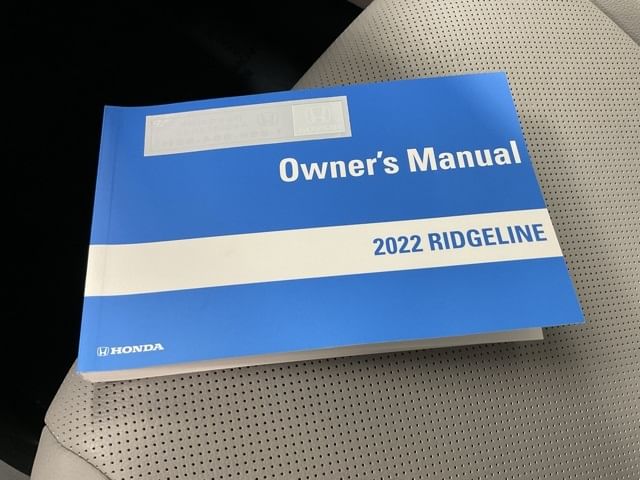 Owner's Manual
2022 RIDGELINE
HONDA